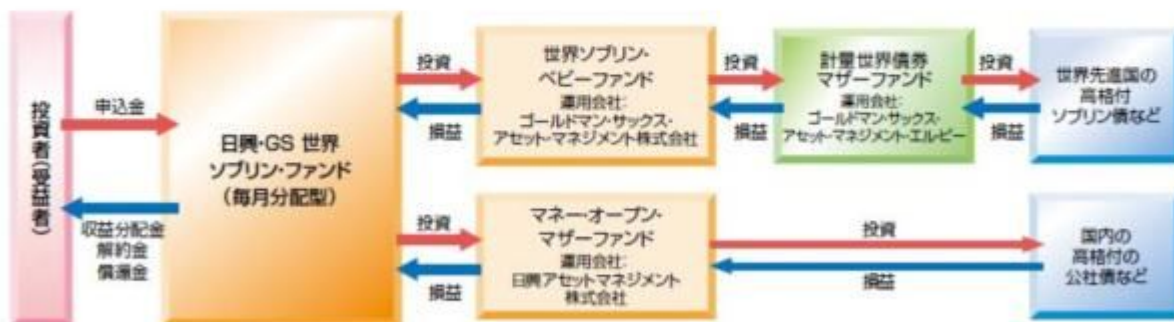 投資者(受益者)
申込金
収益分配金
解約金
償還金
日興・GS 世界
ソブリン・ファンド
(毎月分配型)
投資
損益
世界ソブリン・
ベビーファンド
運用会社:
ゴールドマン・サックス・
アセット・マネジメント株式会社
投資
損益
計量世界債券
マザーファンド
運用会社:
ゴールドマン・サックス・
アセット・マネジメント・エルピー
投資
損益
世界先進国の
高格付
ソブリン債など
投資
損益
マネー・オープン・
マザーファンド
運用会社:
日興アセットマネジメント
株式会社
投資
損益
国内の
高格付の
公社債など